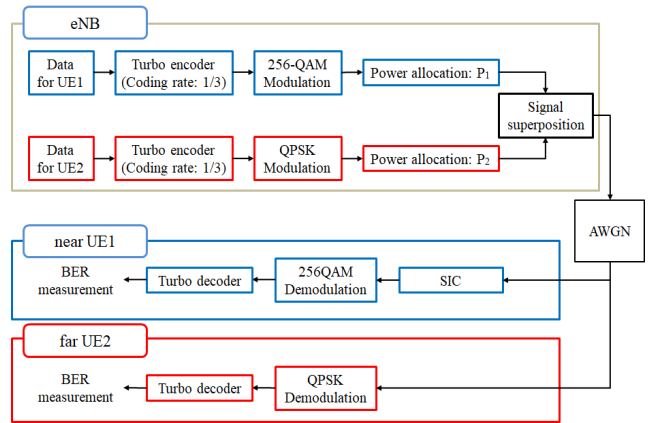 eNB
Data
for UE1
Turbo encoder
(Coding rate: 1/3)
256-QAM
Modulation
Power allocation: P₁
Signal
superposition
Data
for UE2
Turbo encoder
(Coding rate: 1/3)
QPSK
Modulation
Power allocation: P₂
AWGN
near UE1
BER
measurement
Turbo decoder
256QAM
Demodulation
SIC
far UE2
BER
measurement
Turbo decoder
QPSK
Demodulation